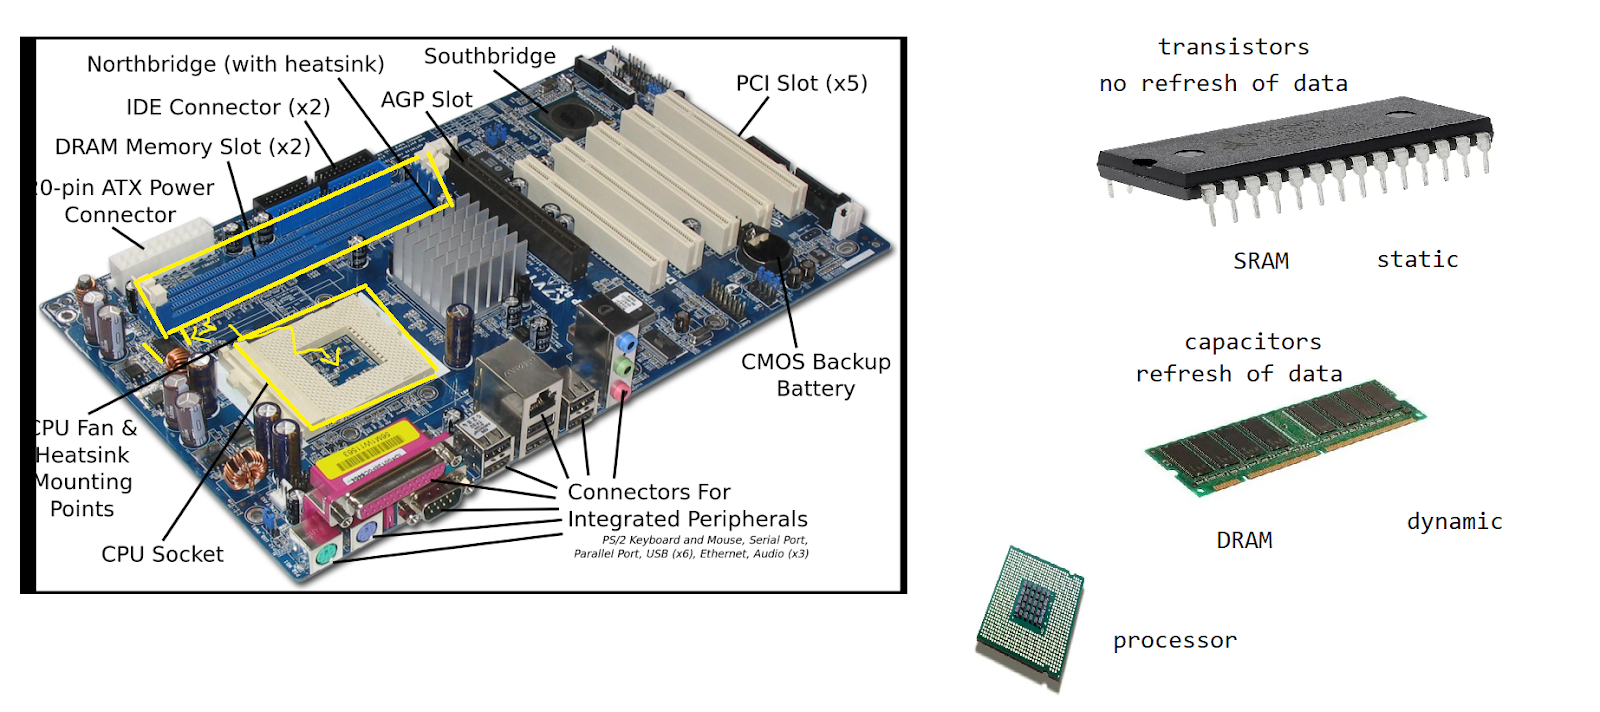 Northbridge (with heatsink)
Southbridge
IDE Connector (x2)
AGP Slot
PCI Slot (x5)
DRAM Memory Slot (x2)
20-pin ATX Power
Connector
CMOS Backup
Battery
CPU Fan &
Heatsink
Mounting
Points
CPU Socket
Connectors For
Integrated Peripherals
PS/2 Keyboard and Mouse, Serial Port,
Parallel Port, USB (x6), Ethernet, Audio (x3)
transistors
no refresh of data
SRAM
static
capacitors
refresh of data
DRAM
dynamic
processor